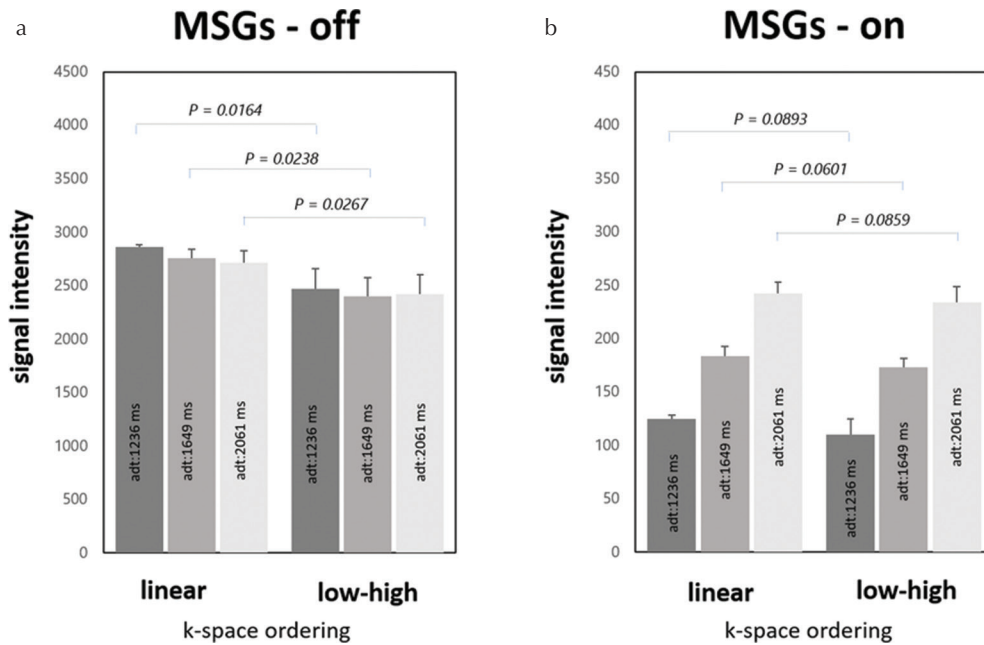 a
MSGs - off
signal intensity
4500
4000
3500
3000
2500
2000
1500
1000
500
0
P = 0.0164
P = 0.0238
P = 0.0267
adt:1236 ms
adt:1649 ms
adt:2061 ms
adt:1236 ms
adt:1649 ms
adt:2061 ms
linear
low-high
k-space ordering
b
MSGs - on
signal intensity
450
400
350
300
250
200
150
100
50
0
P = 0.0893
P = 0.0601
P = 0.0859
adt:1236 ms
adt:1649 ms
adt:2061 ms
adt:1236 ms
adt:1649 ms
adt:2061 ms
linear
low-high
k-space ordering